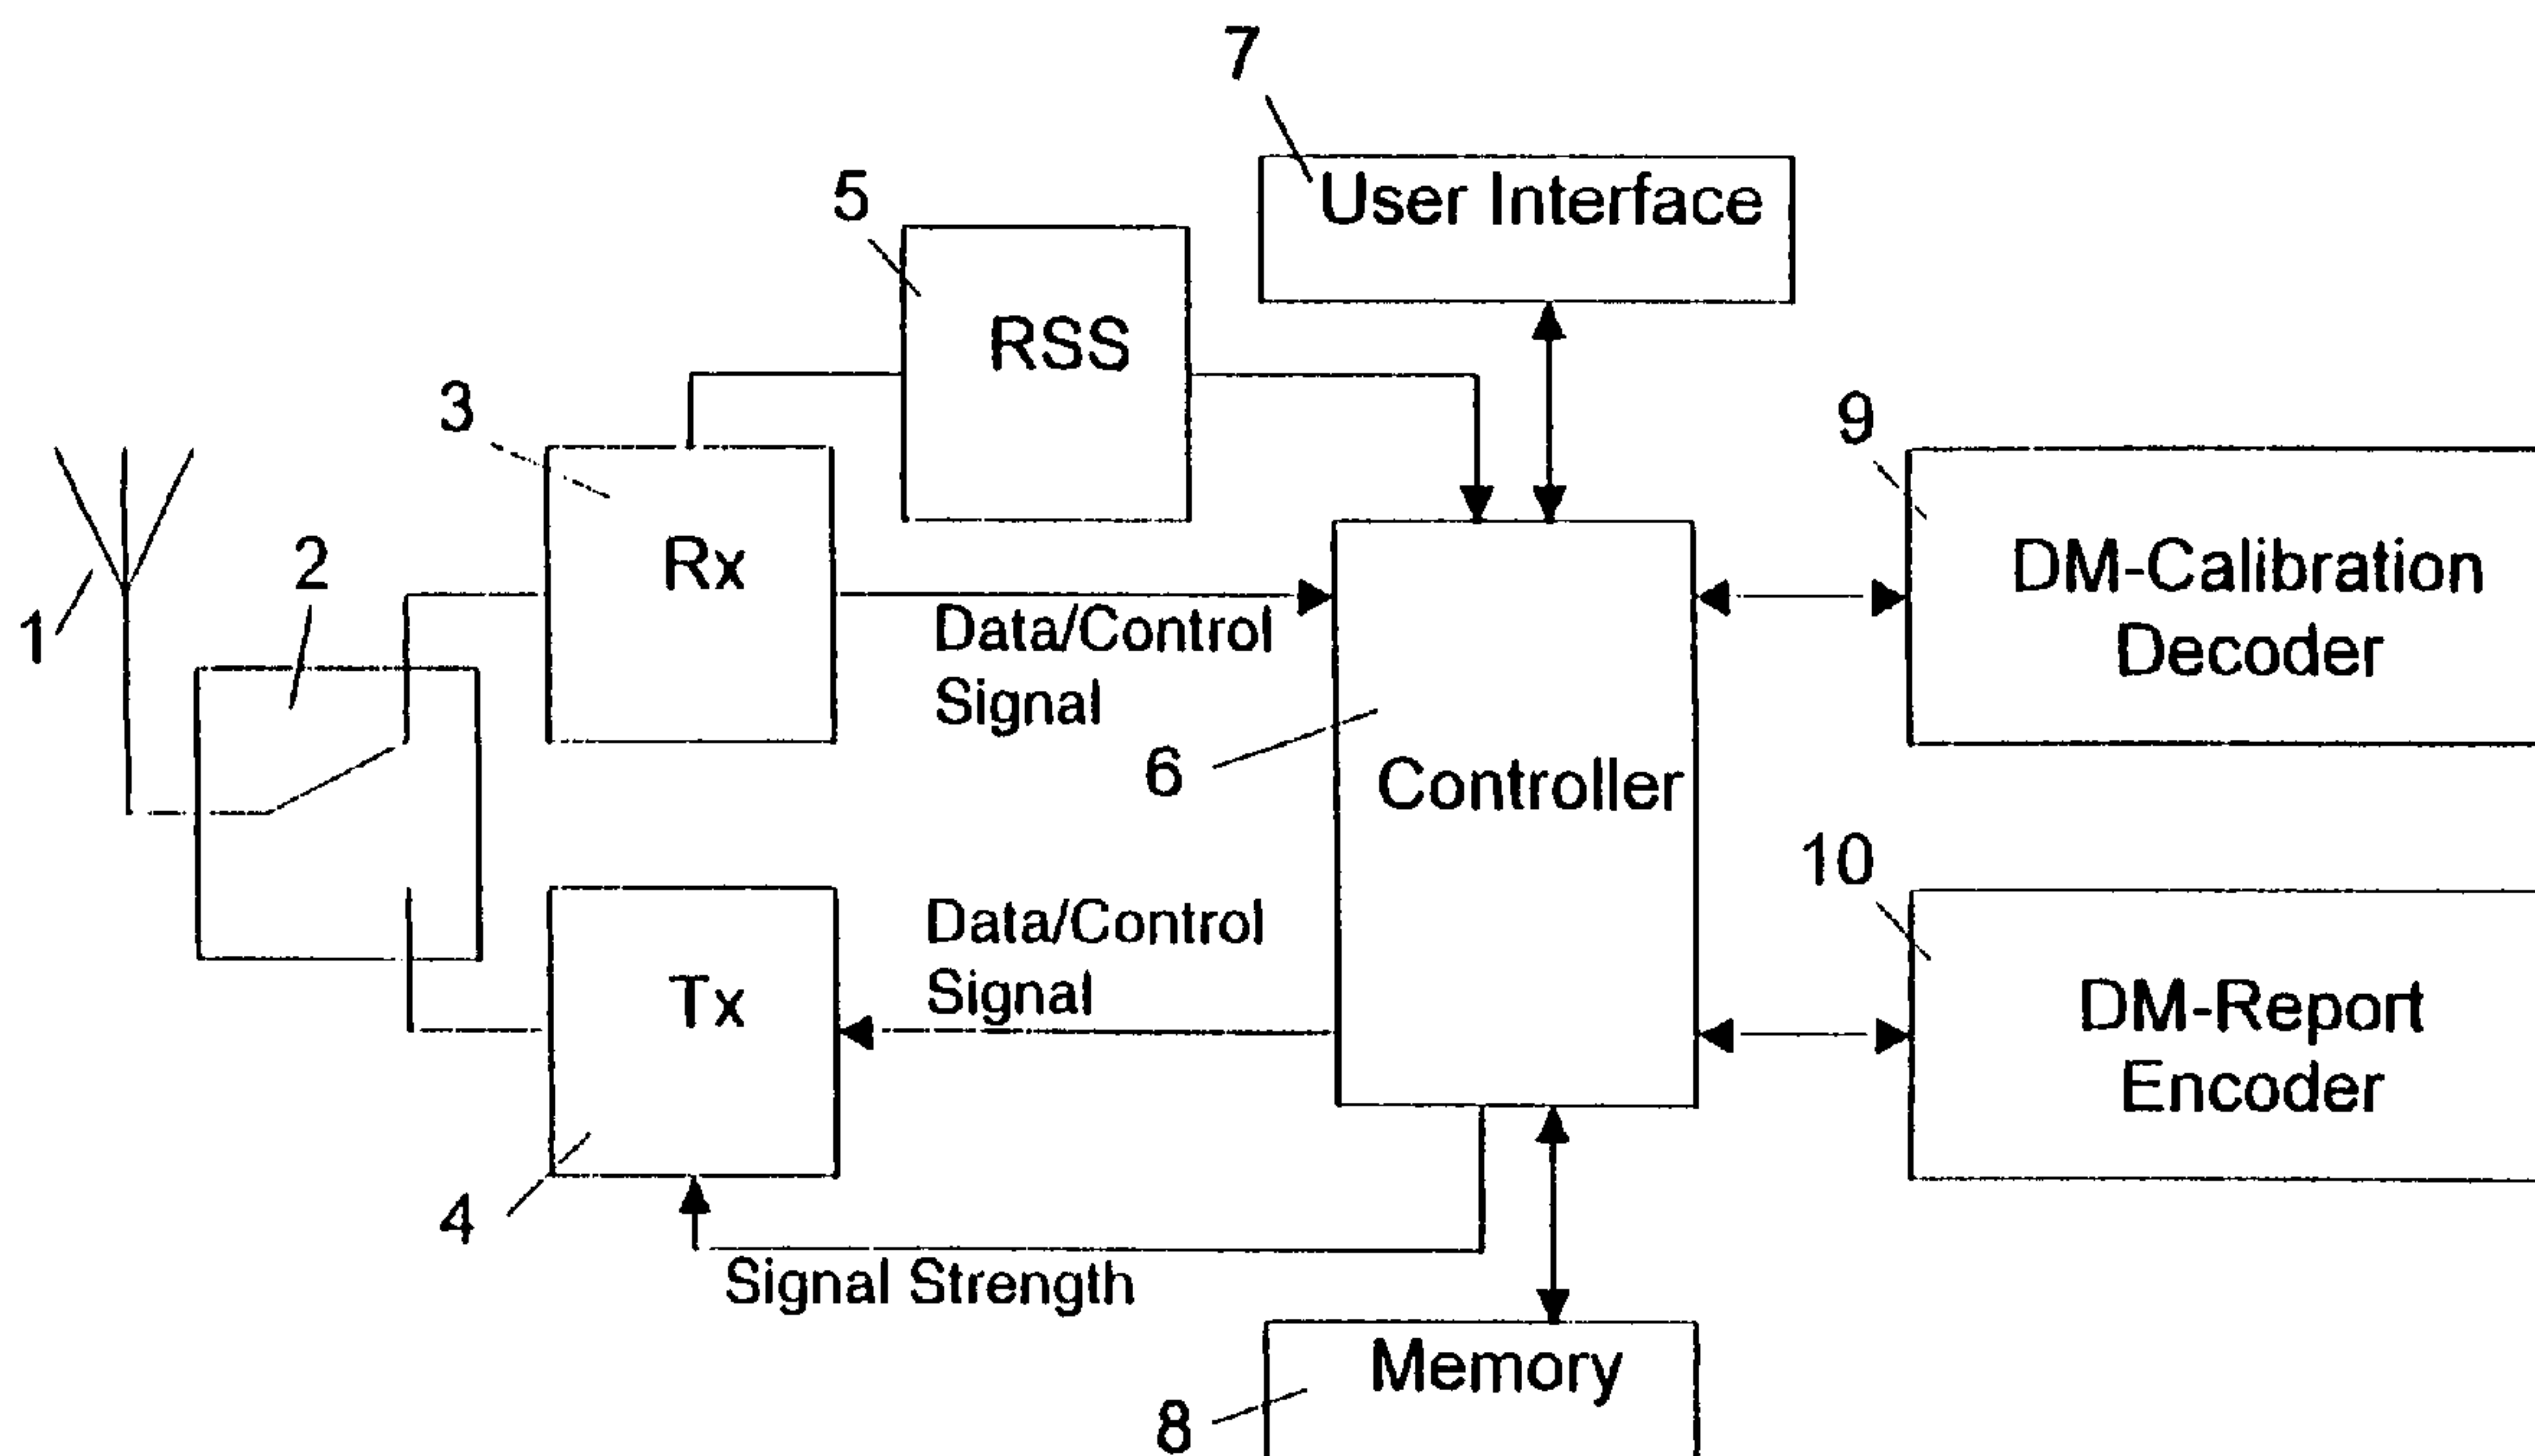 7
User Interface
5
RSS
3
Rx
9
DM-Calibration
Decoder
1
2
Data/Control
Signal
6
Controller
10
DM-Report
Encoder
Data/Control
Signal
Tx
4
Signal Strength
Memory
8